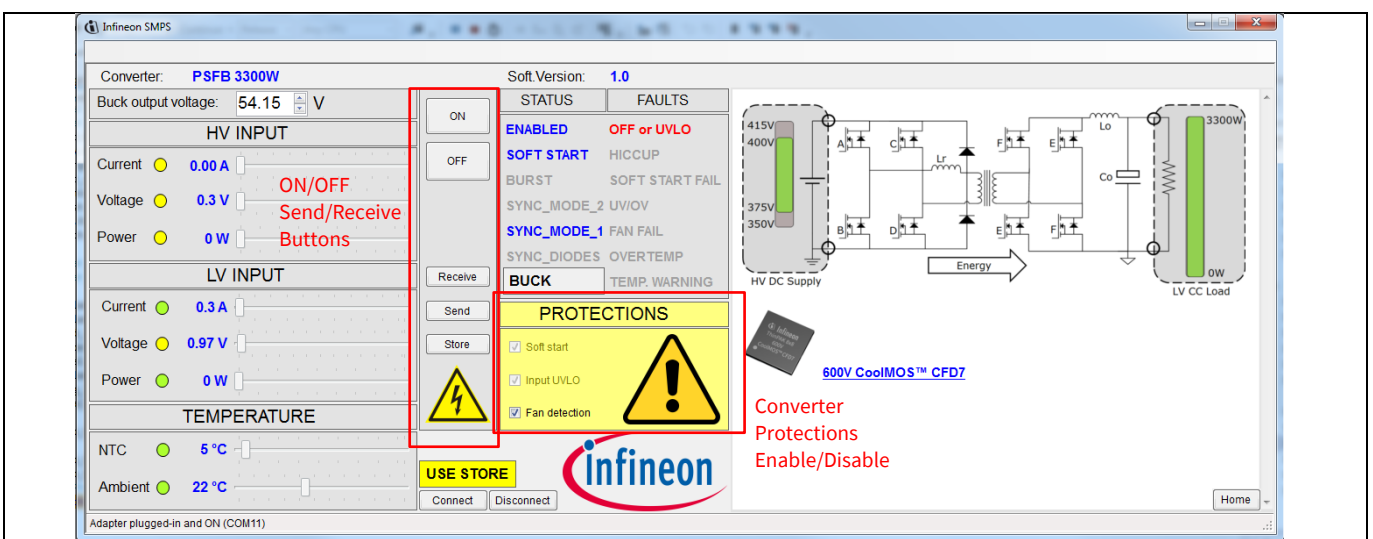 Infineon SMPS
Converter: PSFB 3300W Soft.Version: 1.0
Buck output voltage: 54.15 V
HV INPUT
Current 0.00 A
Voltage 0.3 V
Power 0 W
ON/OFF
Send/Receive
Buttons
LV INPUT
Current 0.3 A
Voltage 0.97 V
Power 0 W
TEMPERATURE
NTC 5 °C
Ambient 22 °C
ON
OFF
Receive
Send
Store
USE STORE
Connect Disconnect
STATUS FAULTS
ENABLED OFF or UVLO
SOFT START HICCUP
BURST SOFT START FAIL
SYNC_MODE_2 UV/OV
SYNC_MODE_1 FAN FAIL
SYNC_DIODES OVERTEMP
BUCK TEMP. WARNING
PROTECTIONS
Soft start
Input UVLO
Fan detection
infineon
415V
400V
375V
350V
HV DC Supply
A C Lr F E Lo
B D E F Co
Energy
3300W
0W
LV CC Load
600V CoolMOS™ CFD7
Converter
Protections
Enable/Disable
Home
Adapter plugged-in and ON (COM11)